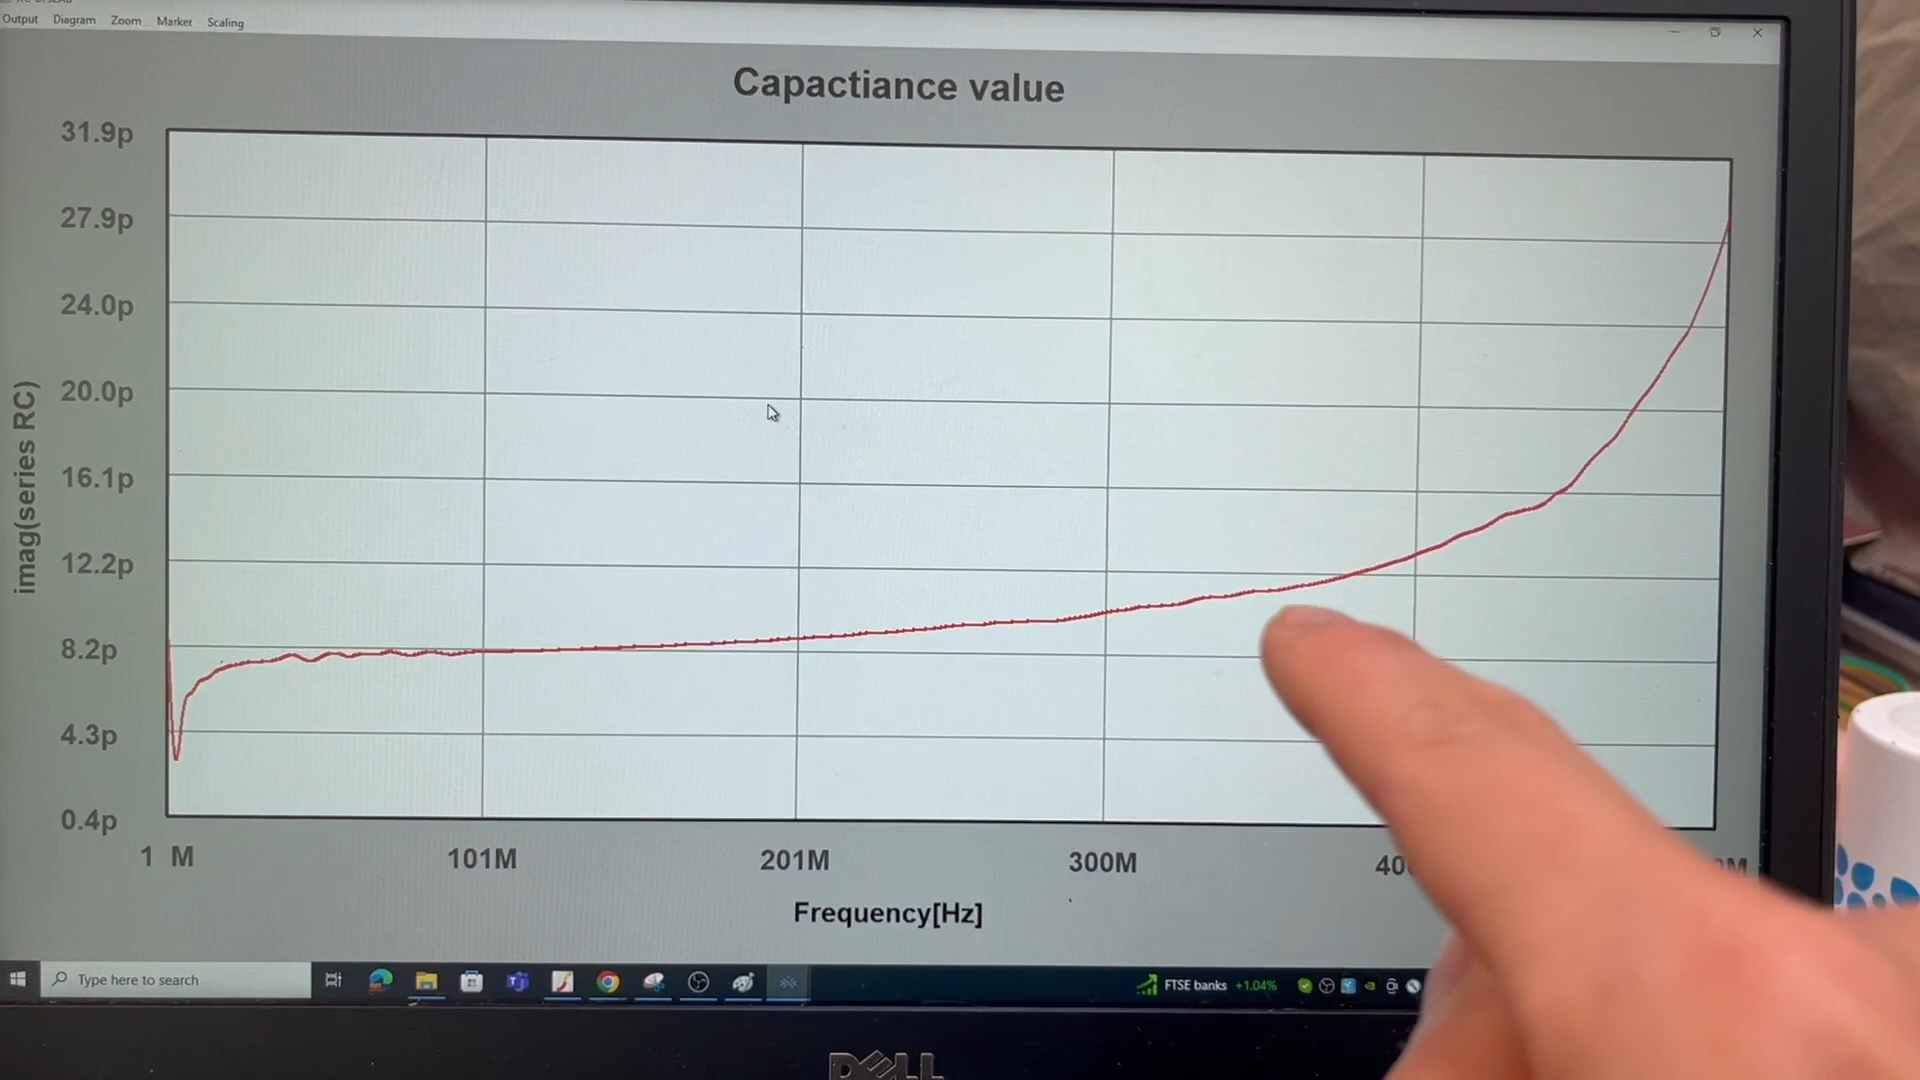 Output Diagram Zoom Marker Scaling
Capactiance value
31.9p
27.9p
24.0p
20.0p
16.1p
12.2p
8.2p
4.3p
0.4p
imag(series RC)
1 M 101M 201M 300M
Frequency[Hz]
Type here to search
FTSE banks +1.04%
DELL